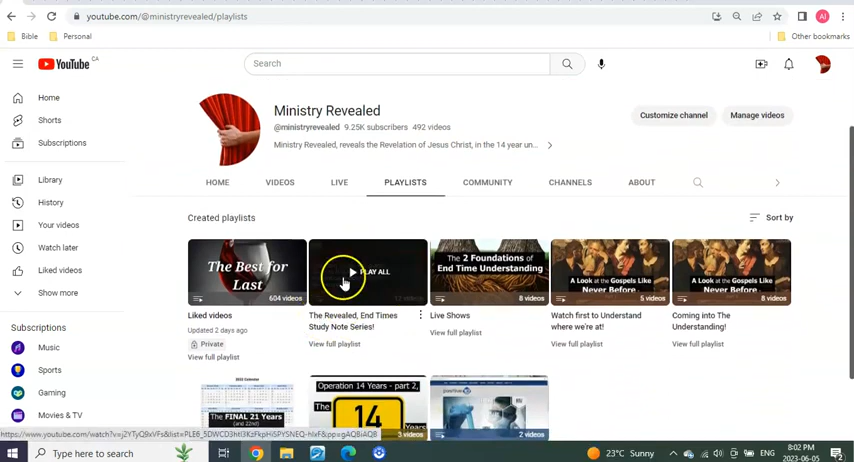 youtube.com/@ministryrevealed/playlists
Bible Personal Other bookmarks
YouTube CA
Search
Home
Shorts
Subscriptions
Library
History
Your videos
Watch later
Liked videos
Show more
Subscriptions
Music
Sports
Gaming
Movies & TV
Ministry Revealed
@ministryrevealed 9.25K subscribers 492 videos
Ministry Revealed, reveals the Revelation of Jesus Christ, in the 14 year un...
Customize channel Manage videos
HOME VIDEOS LIVE PLAYLISTS COMMUNITY CHANNELS ABOUT
Created playlists Sort by
The Best for
Last
604 videos
Liked videos
Updated 2 days ago
Private
View full playlist
PLAY ALL
12 videos
The Revealed, End Times
Study Note Series!
View full playlist
The 2 Foundations of
End Time Understanding
8 videos
Live Shows
View full playlist
A Look at the Gospels Like
Never Before -
5 videos
Watch first to Understand
where we're at!
View full playlist
A Look at the Gospels Like
Never Before -
8 videos
Coming into The
Understanding!
View full playlist
The FINAL 21 Years
(and 22nd)
Operation 14 Years - part 2,
The
14
3 videos
2 videos
Type here to search
23°C Sunny
ENG
8:02 PM
2023-06-05